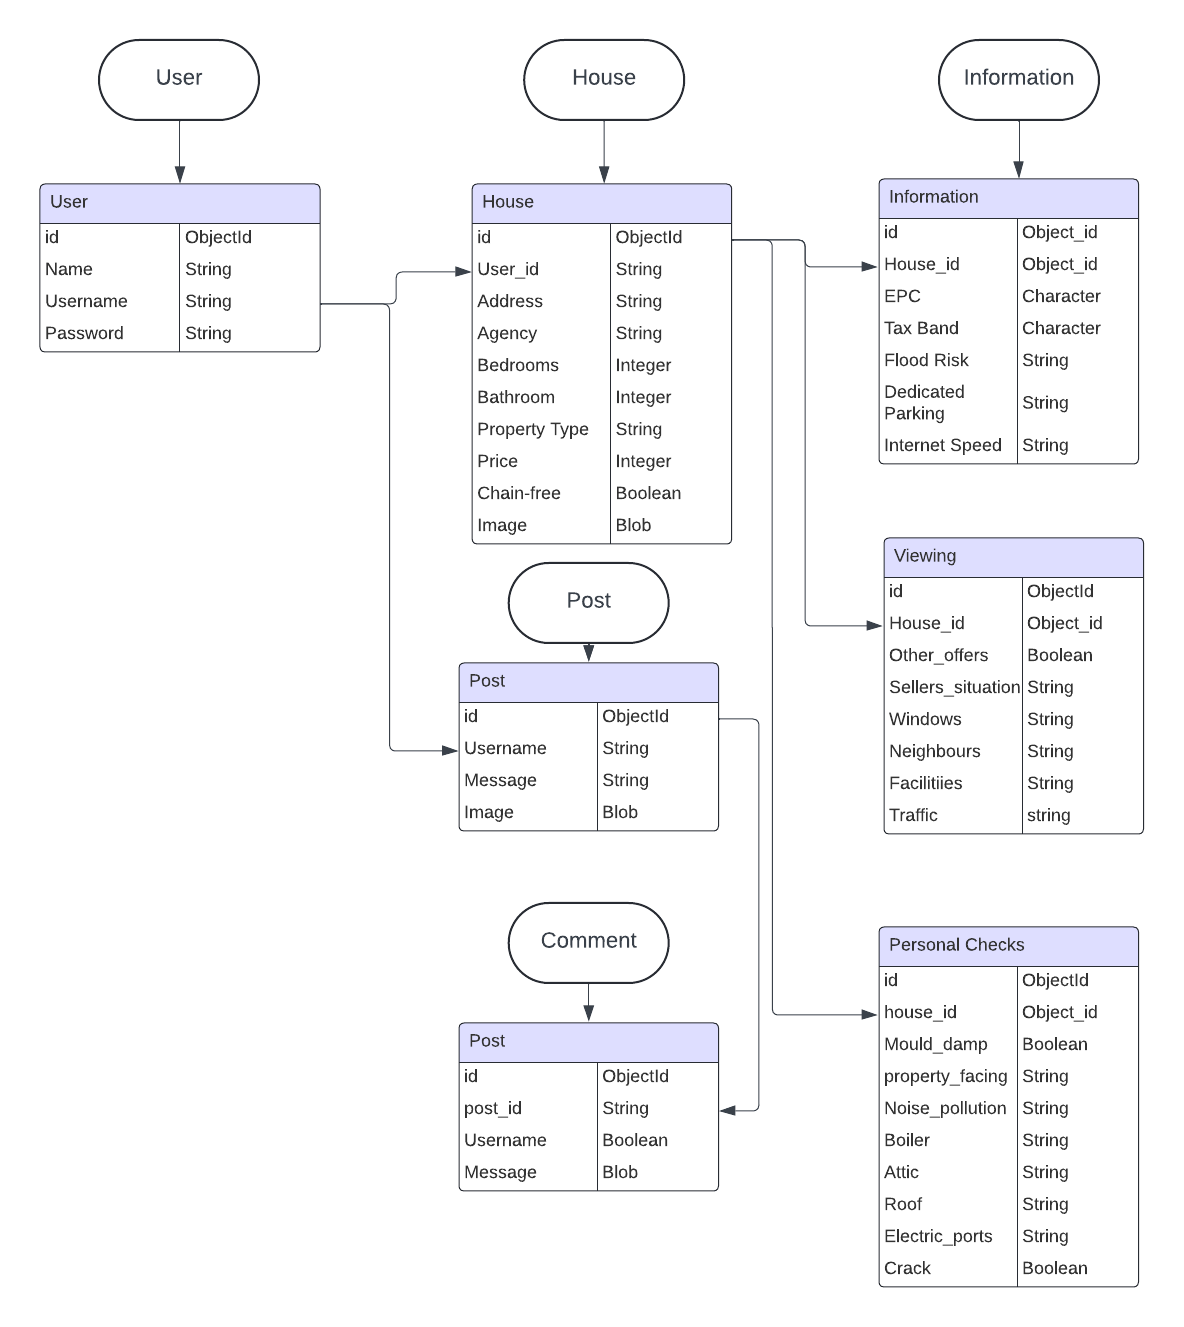 User
House
Information
User
id ObjectId
Name String
Username String
Password String
House
id ObjectId
User_id String
Address String
Agency String
Bedrooms Integer
Bathroom Integer
Property Type String
Price Integer
Chain-free Boolean
Image Blob
Information
id Object_id
House_id Object_id
EPC Character
Tax Band Character
Flood Risk String
Dedicated
Parking String
Internet Speed String
Viewing
id ObjectId
House_id Object_id
Other_offers Boolean
Sellers_situation String
Windows String
Neighbours String
Facilitiies String
Traffic string
Post
Post
id ObjectId
Username String
Message String
Image Blob
Comment
Post
id ObjectId
post_id String
Username Boolean
Message Blob
Personal Checks
id ObjectId
house_id Object_id
Mould_damp Boolean
property_facing String
Noise_pollution String
Boiler String
Attic String
Roof String
Electric_ports String
Crack Boolean